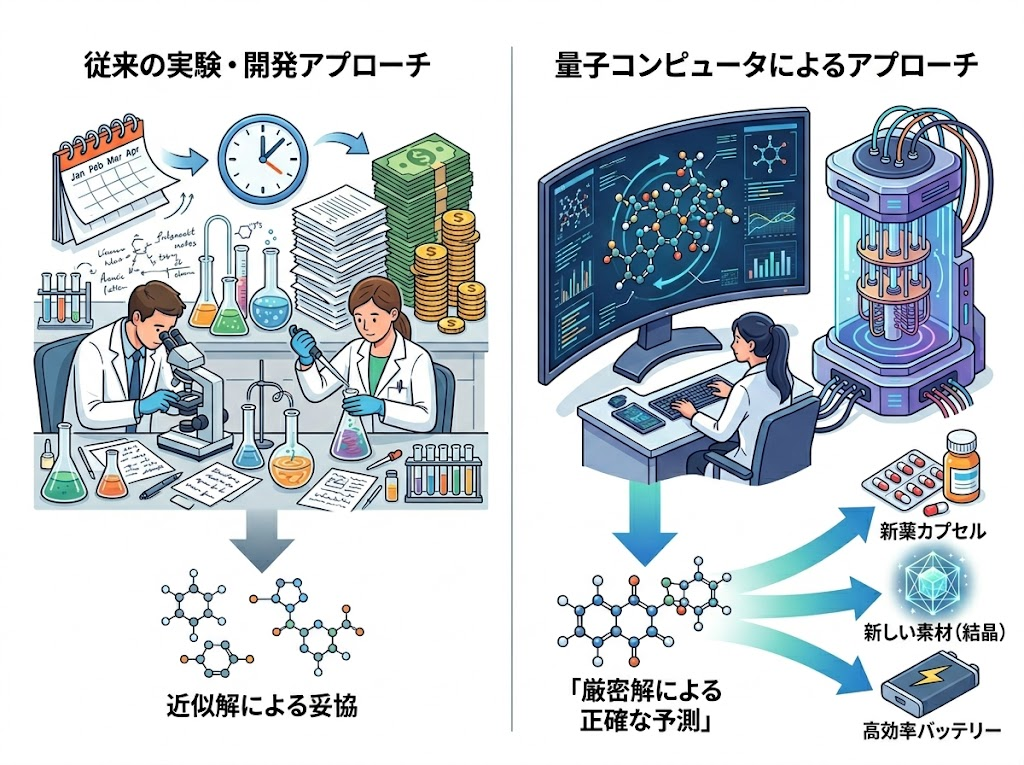 従来の実験・開発アプローチ
Jan Feb Mar Apr
近似解による妥協
量子コンピュータによるアプローチ
「厳密解による
正確な予測」
新薬カプセル
新しい素材(結晶)
高効率バッテリー